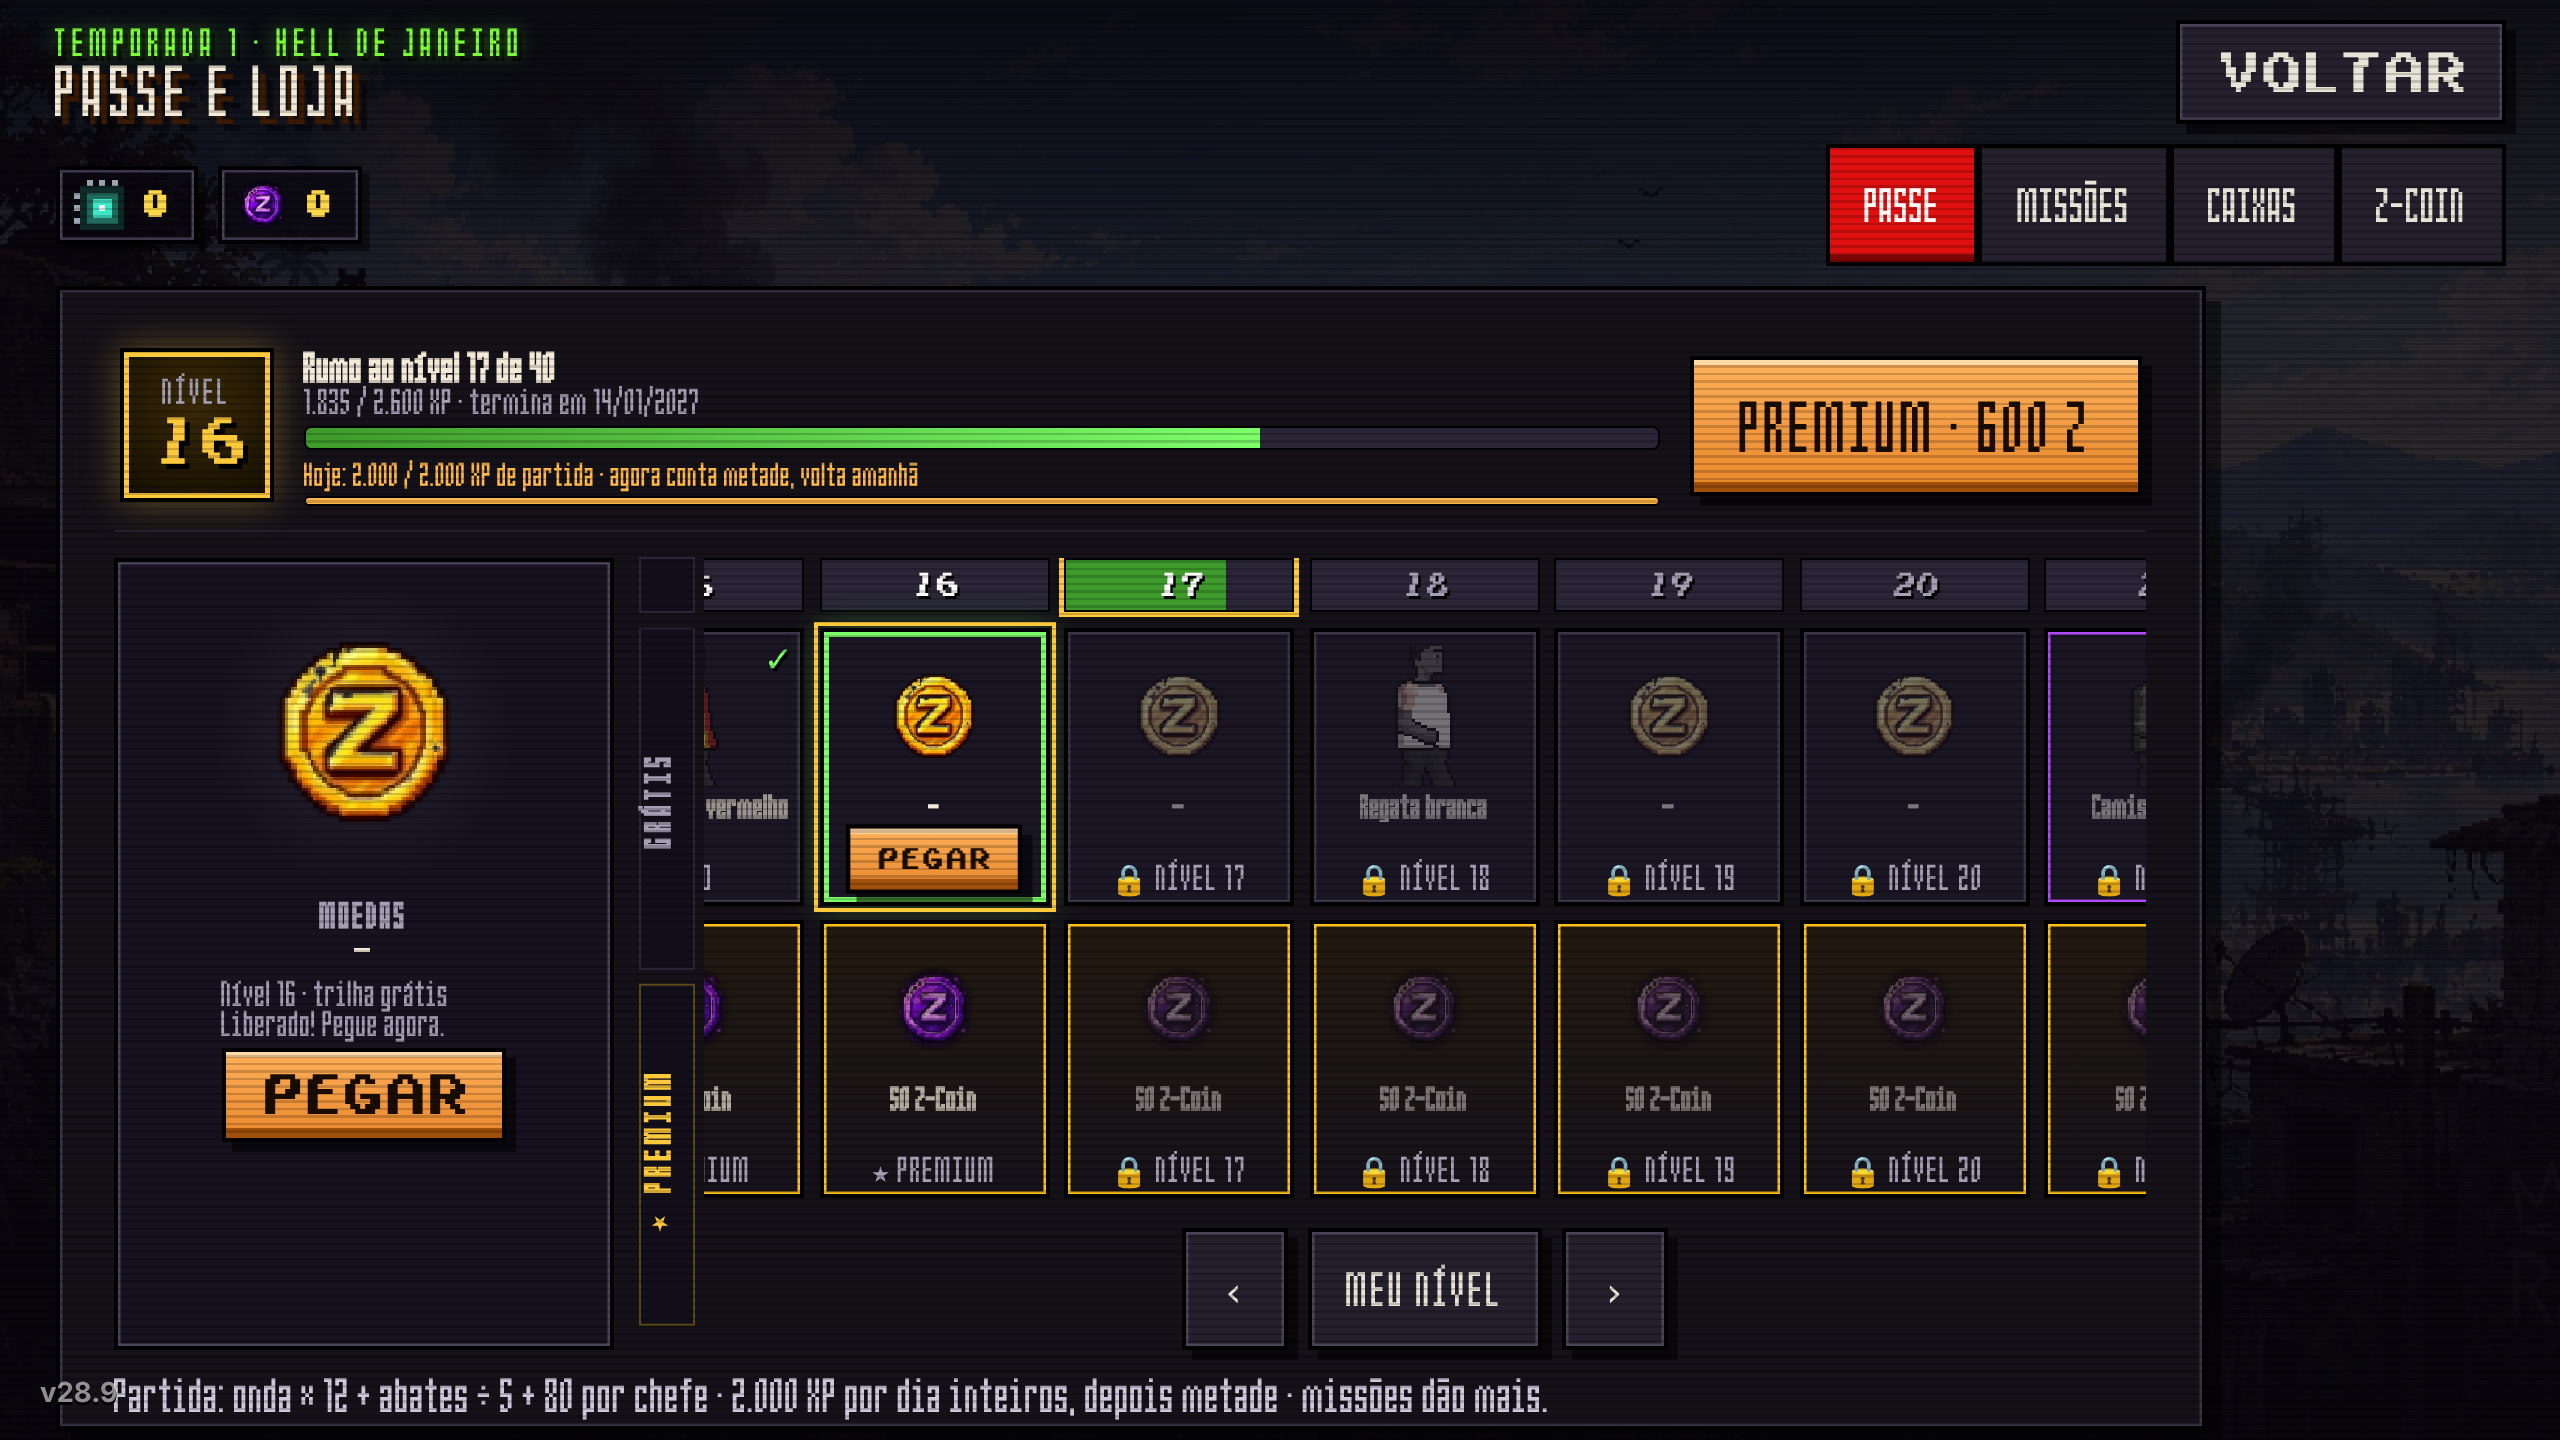 TEMPORADA 1 · HELL DE JANEIRO
PASSE E LOJA
VOLTAR
0
0
PASSE
MISSÕES
CAIXAS
Z-COIN
NÍVEL
16
Rumo ao nível 17 de 40
1.835 / 2.600 XP · termina em 14/01/2027
Hoje: 2.000 / 2.000 XP de partida · agora conta metade, volta amanhã
PREMIUM · 600 Z
MOEDAS
–
Nível 16 · trilha grátis
Liberado! Pegue agora.
PEGAR
GRÁTIS
PREMIUM ★
16
17
18
19
20
✓
vermelho
–
PEGAR
–
NÍVEL 17
Regata branca
NÍVEL 18
–
NÍVEL 19
–
NÍVEL 20
50 Z-Coin
★ PREMIUM
50 Z-Coin
NÍVEL 17
50 Z-Coin
NÍVEL 18
50 Z-Coin
NÍVEL 19
50 Z-Coin
NÍVEL 20
‹
MEU NÍVEL
›
v28.9
Partida: onda × 12 + abates ÷ 5 + 80 por chefe · 2.000 XP por dia inteiros, depois metade · missões dão mais.